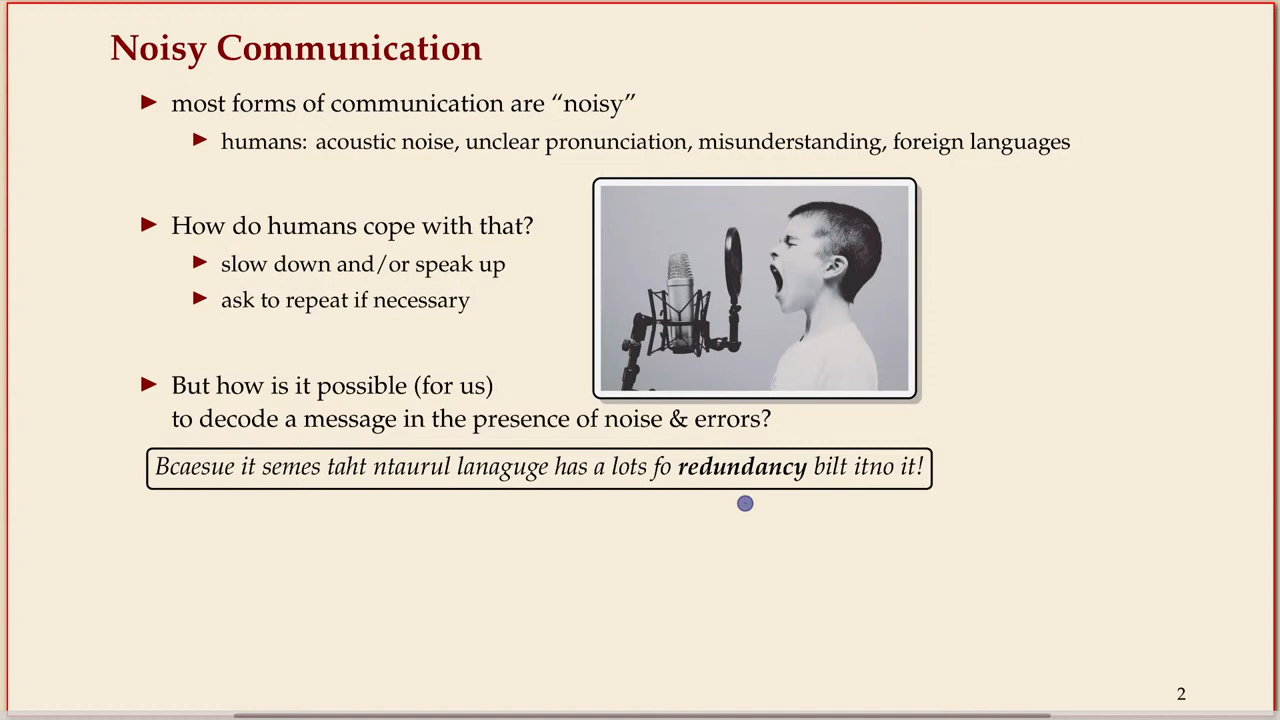 Noisy Communication
most forms of communication are “noisy”
humans: acoustic noise, unclear pronunciation, misunderstanding, foreign languages
How do humans cope with that?
slow down and/or speak up
ask to repeat if necessary
But how is it possible (for us)
to decode a message in the presence of noise & errors?
Bcaesue it semes taht ntaurul lanaguge has a lots fo redundancy bilt itno it!
2